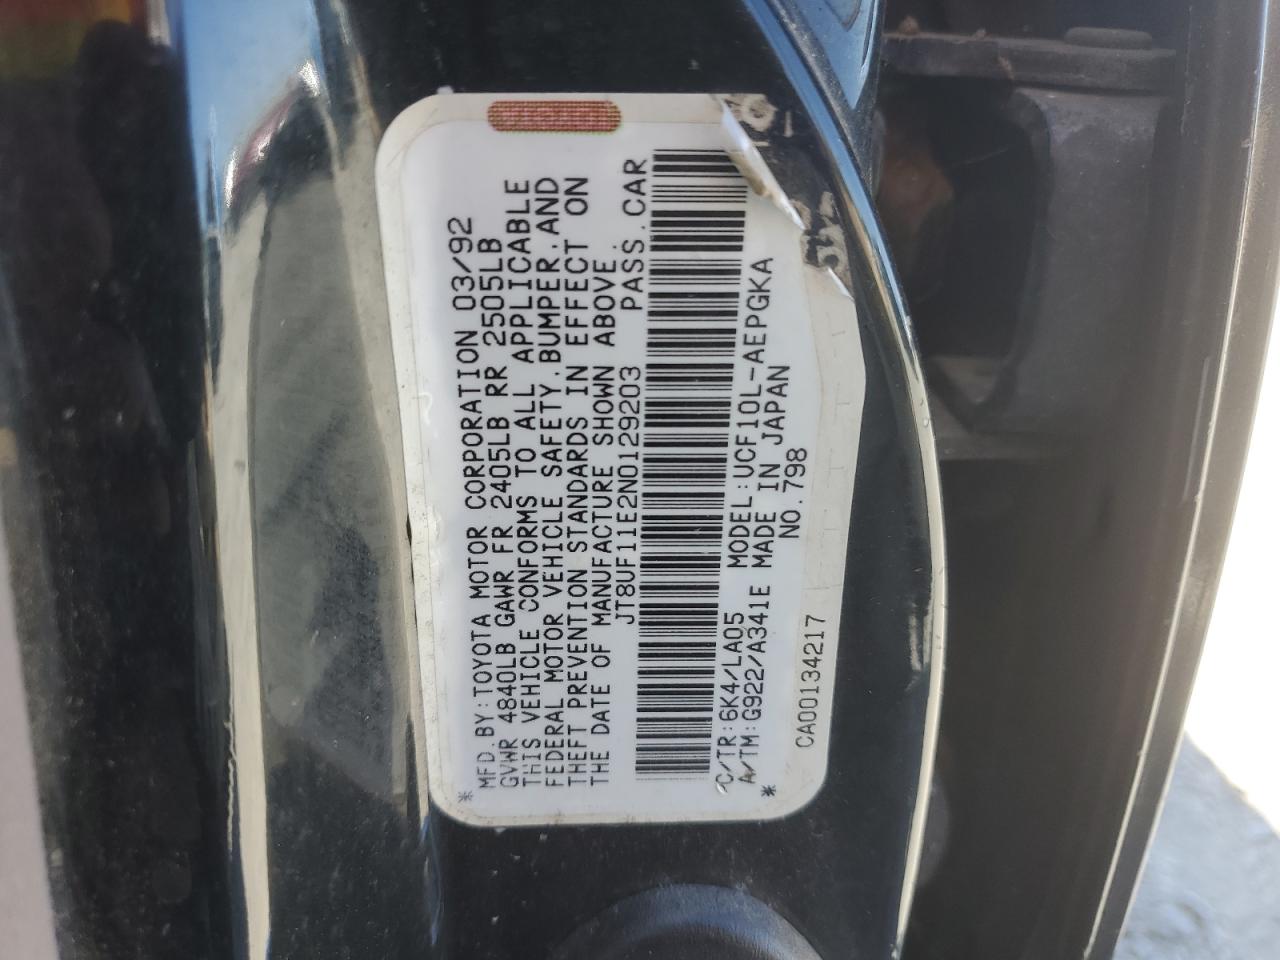 MFD.BY:TOYOTA MOTOR CORPORATION 03/92
GVWR 4840LB GAWR FR 2405LB RR 2505LB
THIS VEHICLE CONFORMS TO ALL APPLICABLE
FEDERAL MOTOR VEHICLE SAFETY,BUMPER,AND
THEFT PREVENTION STANDARDS IN EFFECT ON
THE DATE OF MANUFACTURE SHOWN ABOVE.
JT8UF11E2N0129203 PASS.CAR
C/TR:6K4/LA05 MODEL:UCF10L-AEPGKA
A/TM:G922/A341E MADE IN JAPAN
* * NO.798
CA00134217